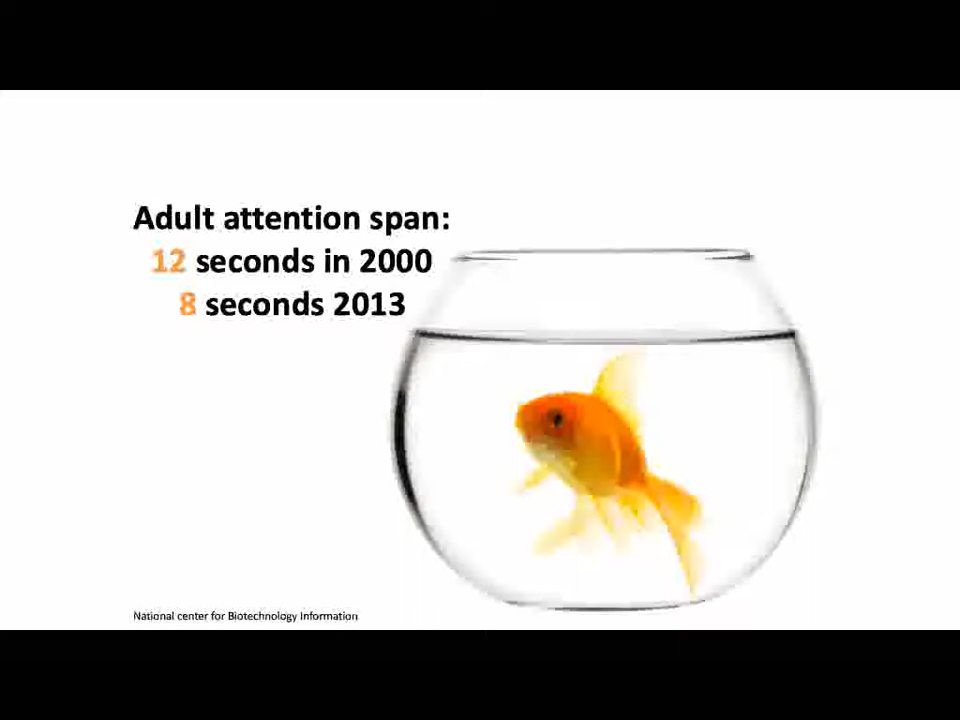 Adult attention span:
12 seconds in 2000
8 seconds 2013
National center for Biotechnology Information